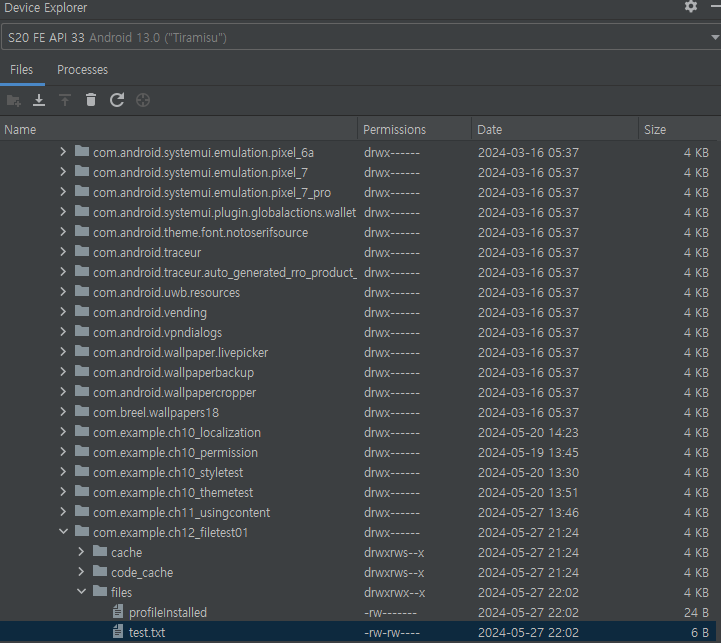 Device Explorer
S20 FE API 33 Android 13.0 ("Tiramisu")
Files Processes
Name Permissions Date Size
com.android.systemui.emulation.pixel_6a drwx------ 2024-03-16 05:37 4 KB
com.android.systemui.emulation.pixel_7 drwx------ 2024-03-16 05:37 4 KB
com.android.systemui.emulation.pixel_7_pro drwx------ 2024-03-16 05:37 4 KB
com.android.systemui.plugin.globalactions.wallet drwx------ 2024-03-16 05:37 4 KB
com.android.theme.font.notoserifsource drwx------ 2024-03-16 05:37 4 KB
com.android.traceur drwx------ 2024-03-16 05:37 4 KB
com.android.traceur.auto_generated_rro_product_ drwx------ 2024-03-16 05:37 4 KB
com.android.uwb.resources drwx------ 2024-03-16 05:37 4 KB
com.android.vending drwx------ 2024-03-16 05:37 4 KB
com.android.vpndialogs drwx------ 2024-03-16 05:37 4 KB
com.android.wallpaper.livepicker drwx------ 2024-03-16 05:37 4 KB
com.android.wallpaperbackup drwx------ 2024-03-16 05:37 4 KB
com.android.wallpapercropper drwx------ 2024-03-16 05:37 4 KB
com.breel.wallpapers18 drwx------ 2024-03-16 05:37 4 KB
com.example.ch10_localization drwx------ 2024-05-20 14:23 4 KB
com.example.ch10_permission drwx------ 2024-05-19 13:45 4 KB
com.example.ch10_styletest drwx------ 2024-05-20 13:30 4 KB
com.example.ch10_themetest drwx------ 2024-05-20 13:51 4 KB
com.example.ch11_usingcontent drwx------ 2024-05-27 13:46 4 KB
com.example.ch12_filetest01 drwx------ 2024-05-27 21:24 4 KB
cache drwxrws--x 2024-05-27 21:24 4 KB
code_cache drwxrws--x 2024-05-27 21:24 4 KB
files drwxrwx--x 2024-05-27 22:02 4 KB
profileInstalled -rw------- 2024-05-27 22:02 24 B
test.txt -rw-rw---- 2024-05-27 22:02 6 B